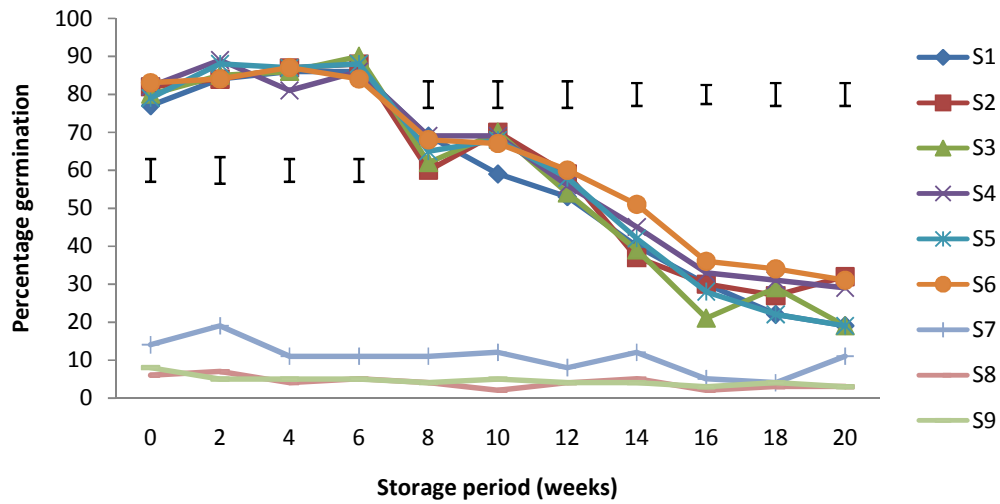 100
90
80
70
60
50
40
30
20
10
0
Percentage germination
0 2 4 6 8 10 12 14 16 18 20
Storage period (weeks)
S1
S2
S3
S4
S5
S6
S7
S8
S9